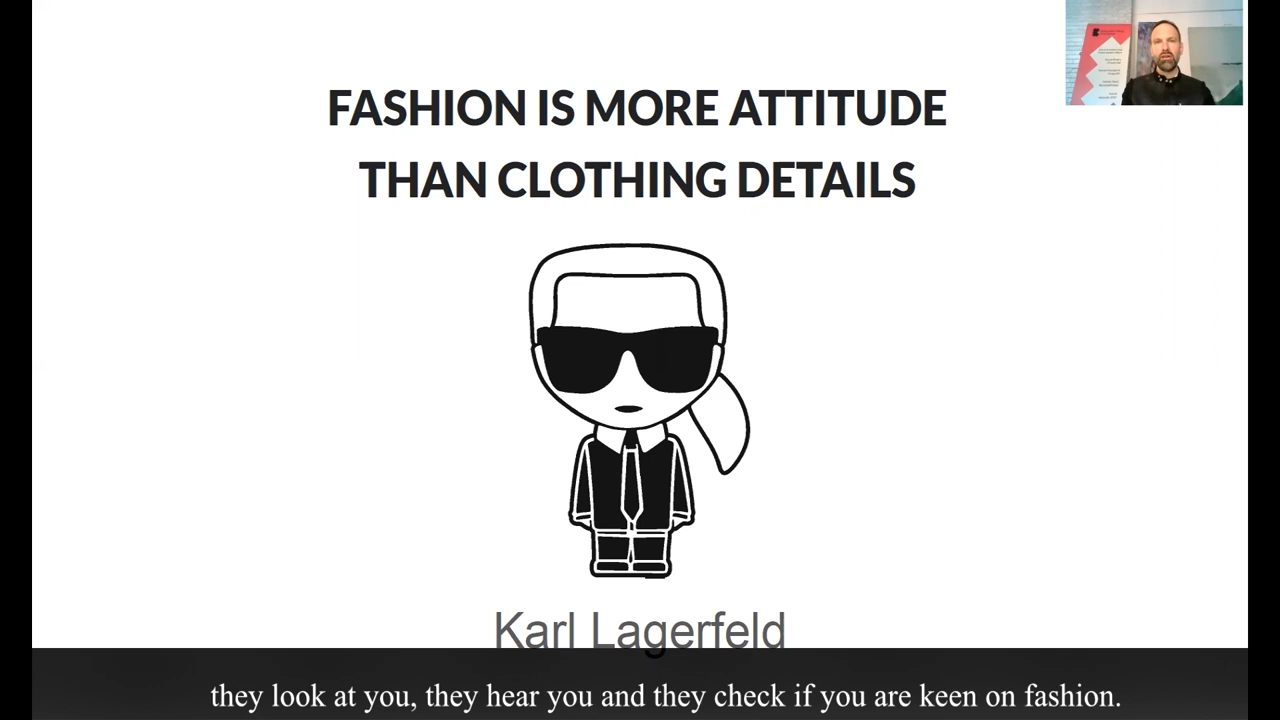 FASHION IS MORE ATTITUDE
THAN CLOTHING DETAILS
Karl Lagerfeld
they look at you, they hear you and they check if you are keen on fashion.